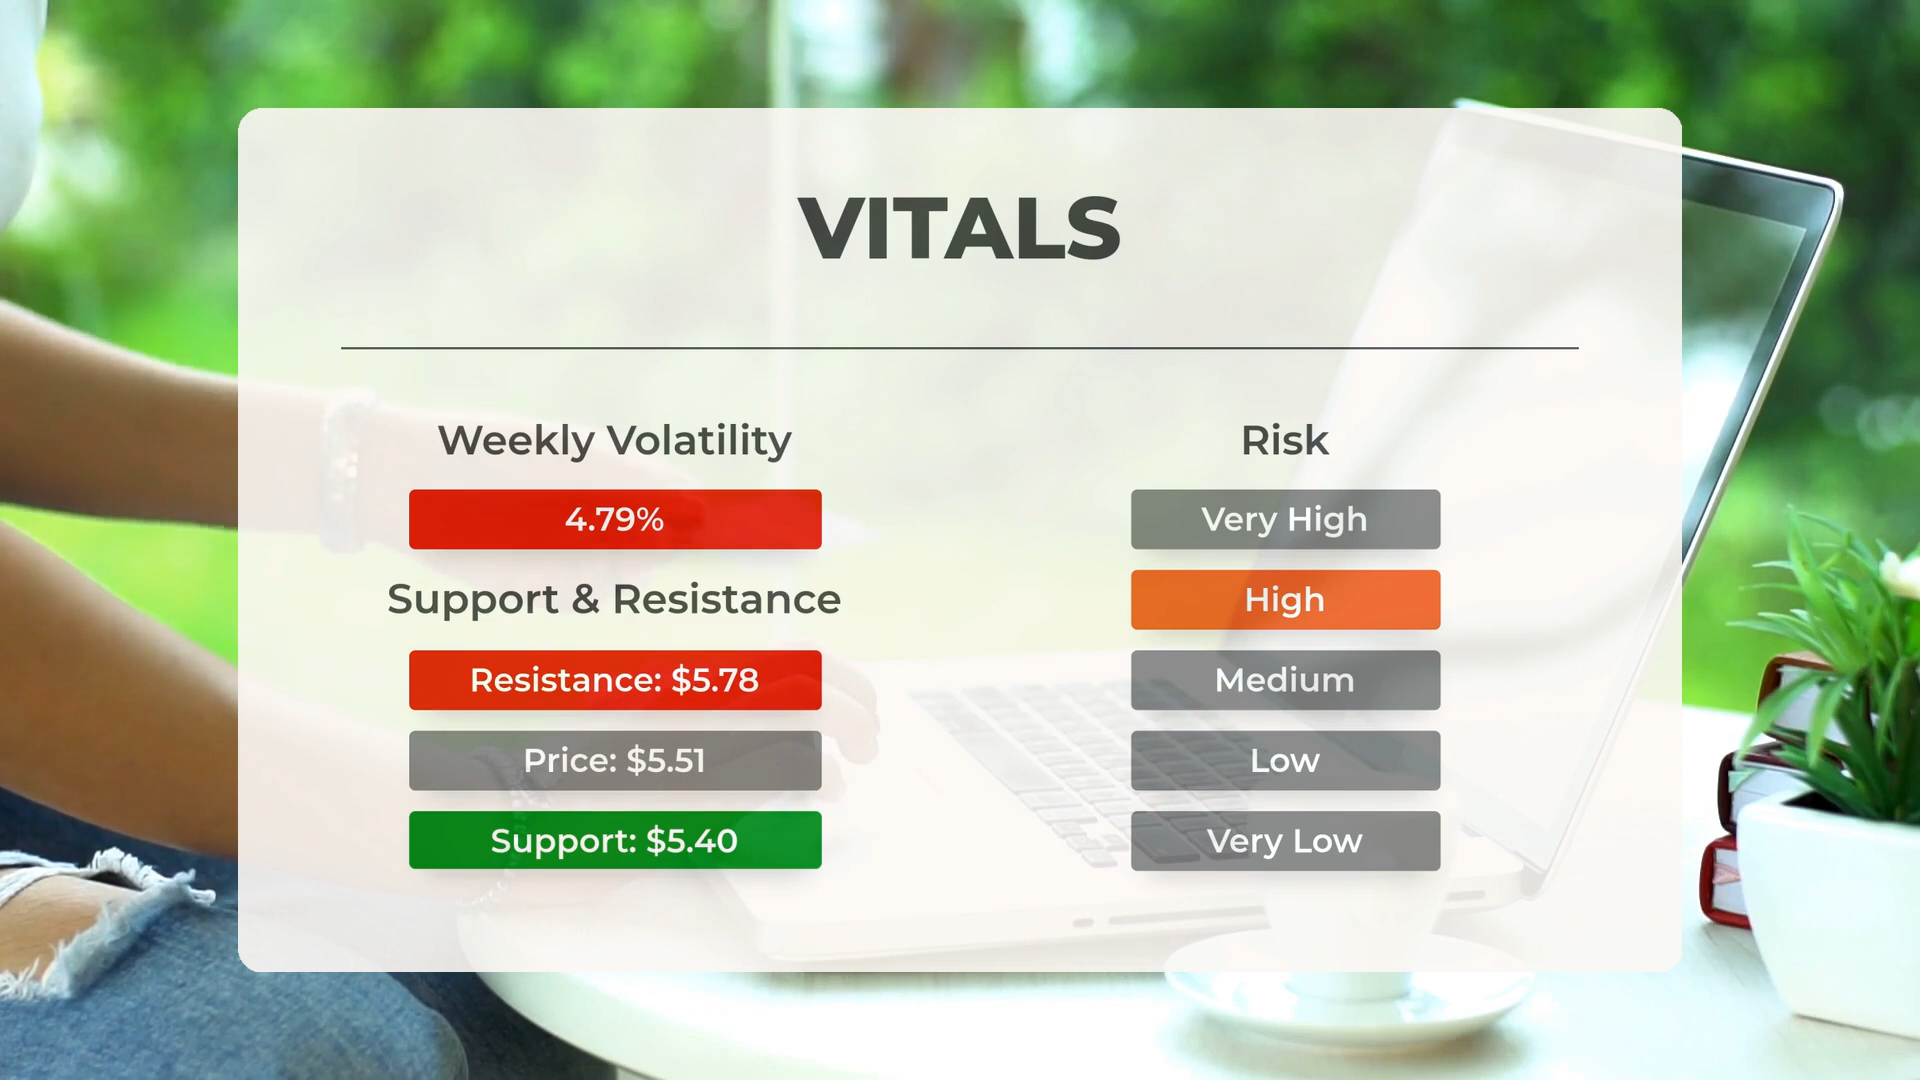 VITALS
Weekly Volatility
4.79%
Support & Resistance
Resistance: $5.78
Price: $5.51
Support: $5.40
Risk
Very High
High
Medium
Low
Very Low